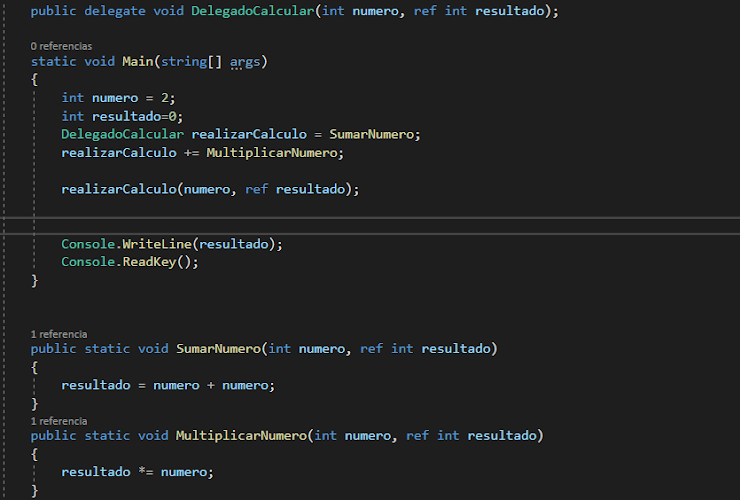 public delegate void DelegadoCalcular(int numero, ref int resultado);
0 referencias
static void Main(string[] args)
{
int numero = 2;
int resultado=0;
DelegadoCalcular realizarCalculo = SumarNumero;
realizarCalculo += MultiplicarNumero;
realizarCalculo(numero, ref resultado);
Console.WriteLine(resultado);
Console.ReadKey();
}
1 referencia
public static void SumarNumero(int numero, ref int resultado)
{
resultado = numero + numero;
}
1 referencia
public static void MultiplicarNumero(int numero, ref int resultado)
{
resultado *= numero;
}